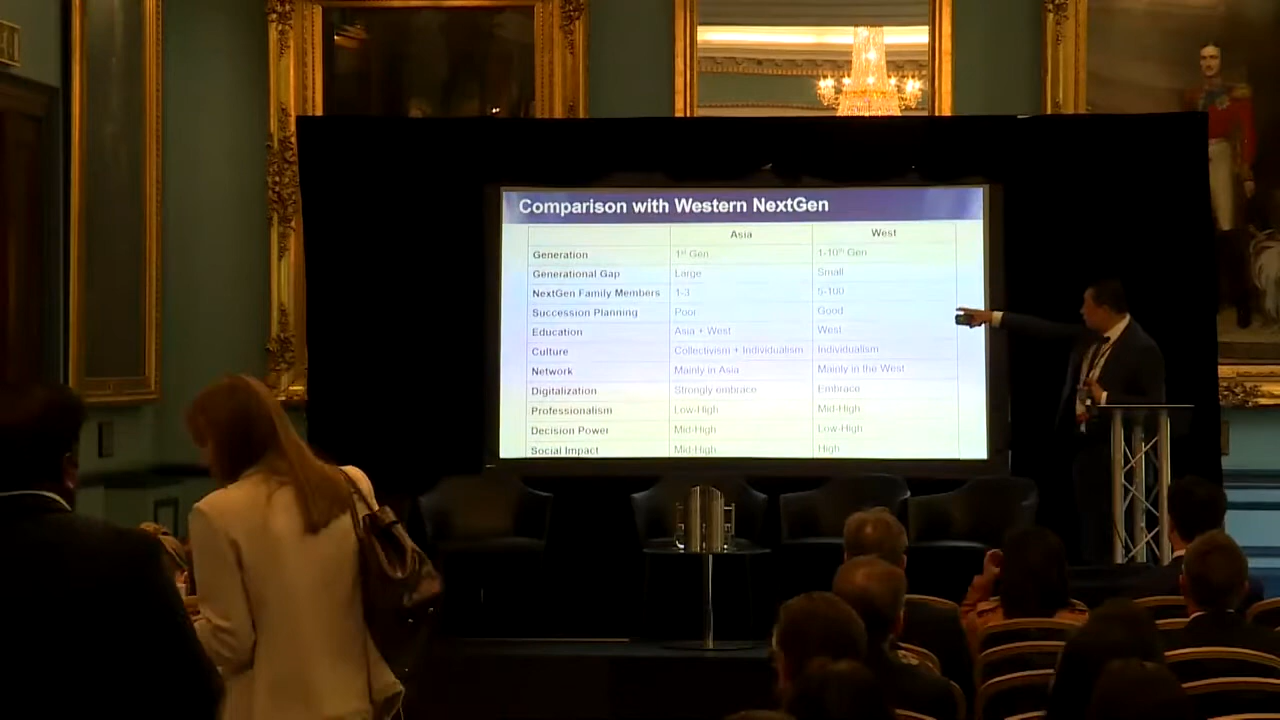 Comparison with Western NextGen
Asia West
Generation 1st Gen 1-10th Gen
Generational Gap Large Small
NextGen Family Members 1-3 5-100
Succession Planning Poor Good
Education Asia + West West
Culture Collectivism + Individualism Individualism
Network Mainly in Asia Mainly in the West
Digitalization Strongly embrace Embrace
Professionalism Low-High Mid-High
Decision Power Mid-High Low-High
Social Impact Mid-High High